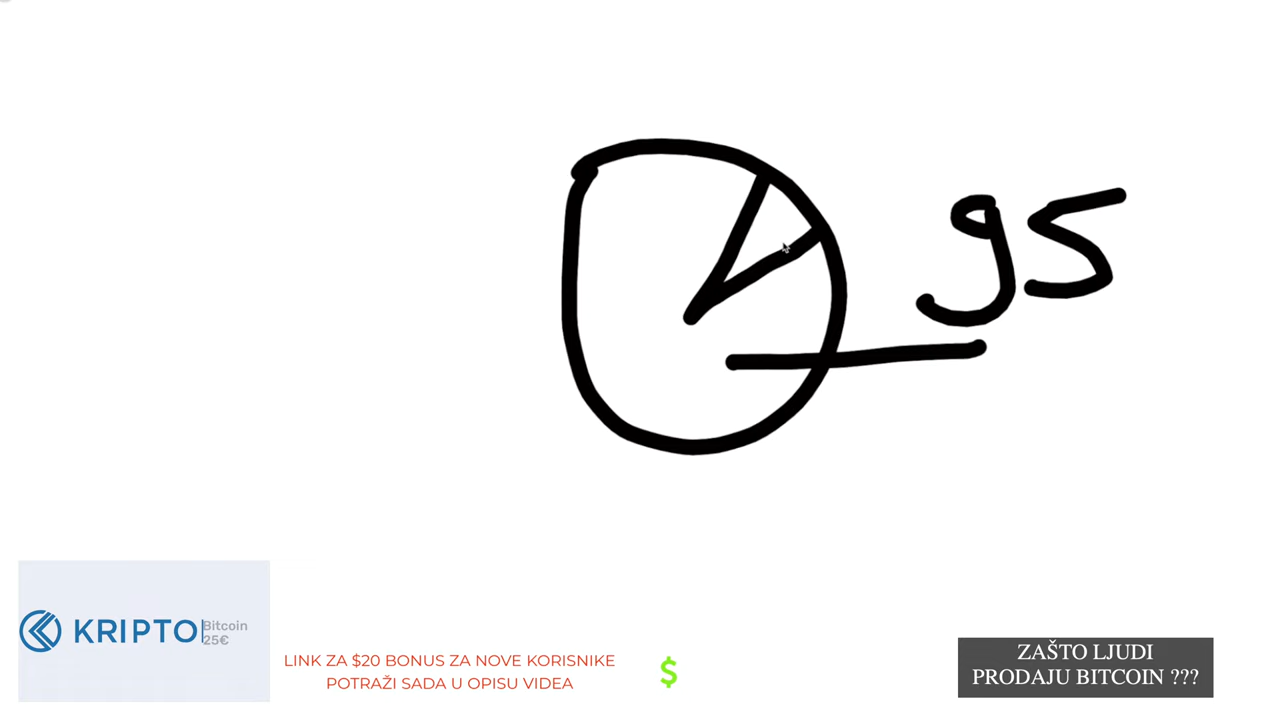 95
KRIPTO
Bitcoin
25€
LINK ZA $20 BONUS ZA NOVE KORISNIKE
POTRAŽI SADA U OPISU VIDEA
$
ZAŠTO LJUDI
PRODAJU BITCOIN ???